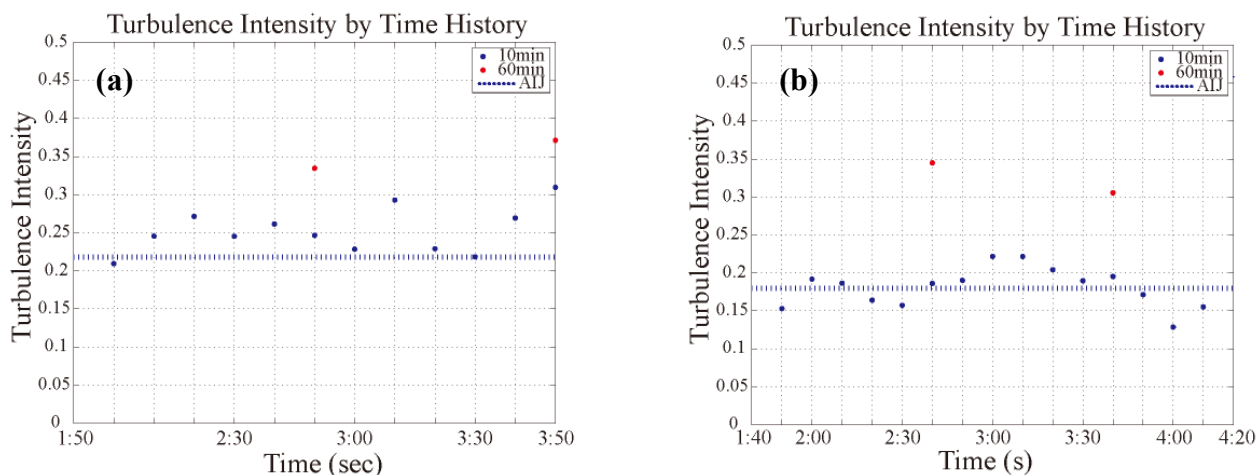 Turbulence Intensity by Time History
(a)
10min
60min
AIJ
Turbulence Intensity
0.5
0.45
0.4
0.35
0.3
0.25
0.2
0.15
0.1
0.05
0
1:50 2:30 3:00 3:30 3:50
Time (sec)
Turbulence Intensity by Time History
(b)
10min
60min
AIJ
Turbulence Intensity
0.5
0.45
0.4
0.35
0.3
0.25
0.2
0.15
0.1
0.05
0
1:40 2:00 2:30 3:00 3:30 4:00 4:20
Time (s)